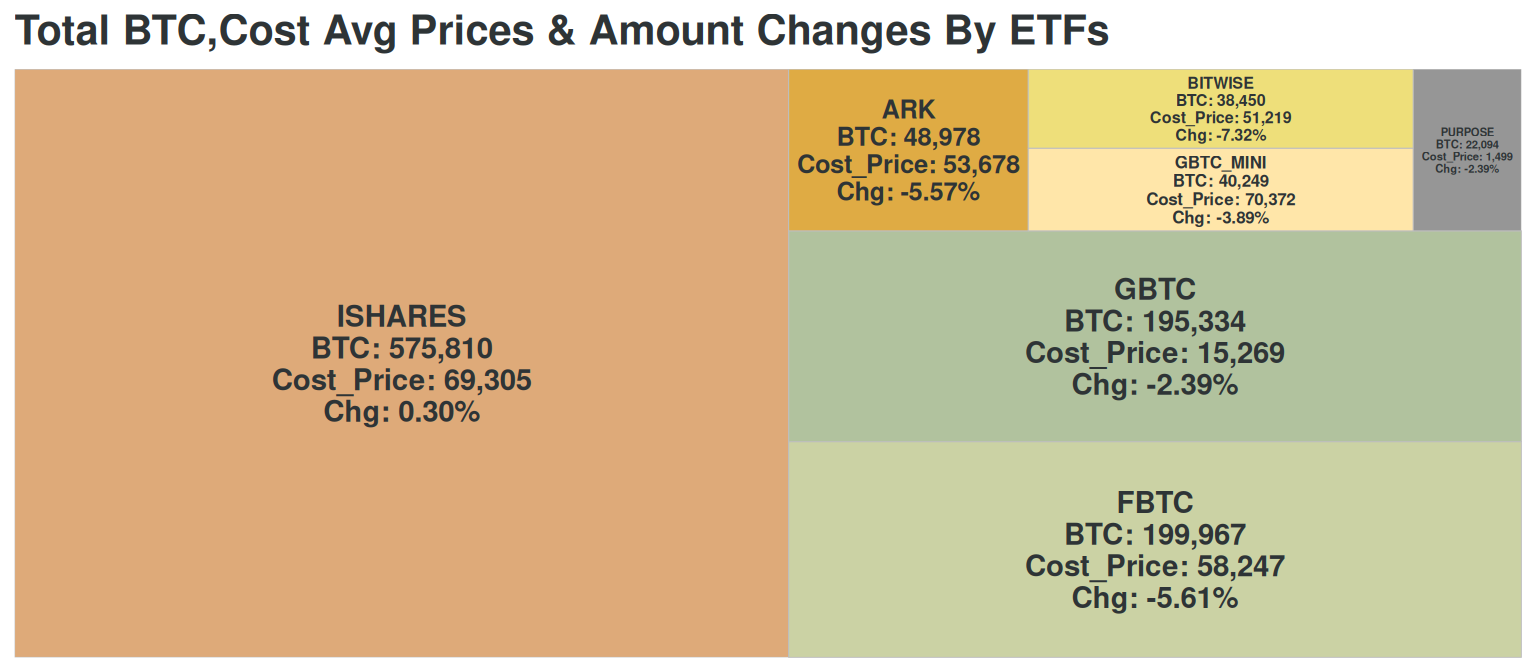 Total BTC,Cost Avg Prices & Amount Changes By ETFs
ISHARES
BTC: 575,810
Cost_Price: 69,305
Chg: 0.30%
ARK
BTC: 48,978
Cost_Price: 53,678
Chg: -5.57%
BITWISE
BTC: 38,450
Cost_Price: 51,219
Chg: -7.32%
GBTC_MINI
BTC: 40,249
Cost_Price: 70,372
Chg: -3.89%
PURPOSE
BTC: 22,094
Cost_Price: 1,499
Chg: -2.39%
GBTC
BTC: 195,334
Cost_Price: 15,269
Chg: -2.39%
FBTC
BTC: 199,967
Cost_Price: 58,247
Chg: -5.61%